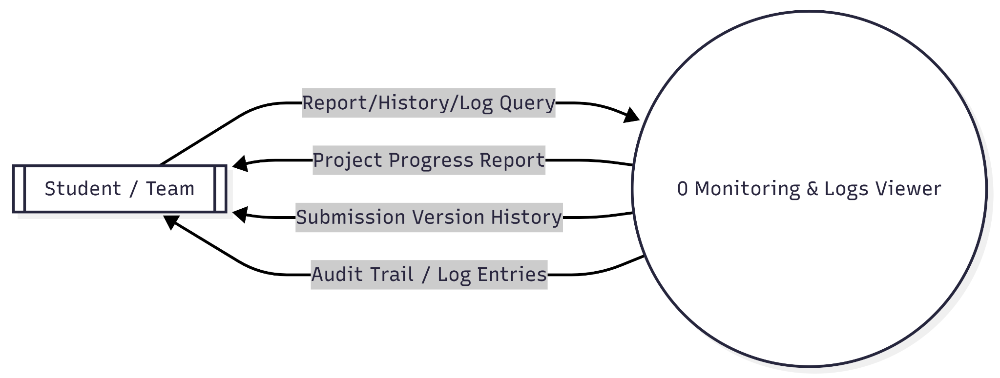 Report/History/Log Query
Project Progress Report
Student / Team
0 Monitoring & Logs Viewer
Submission Version History
Audit Trail / Log Entries